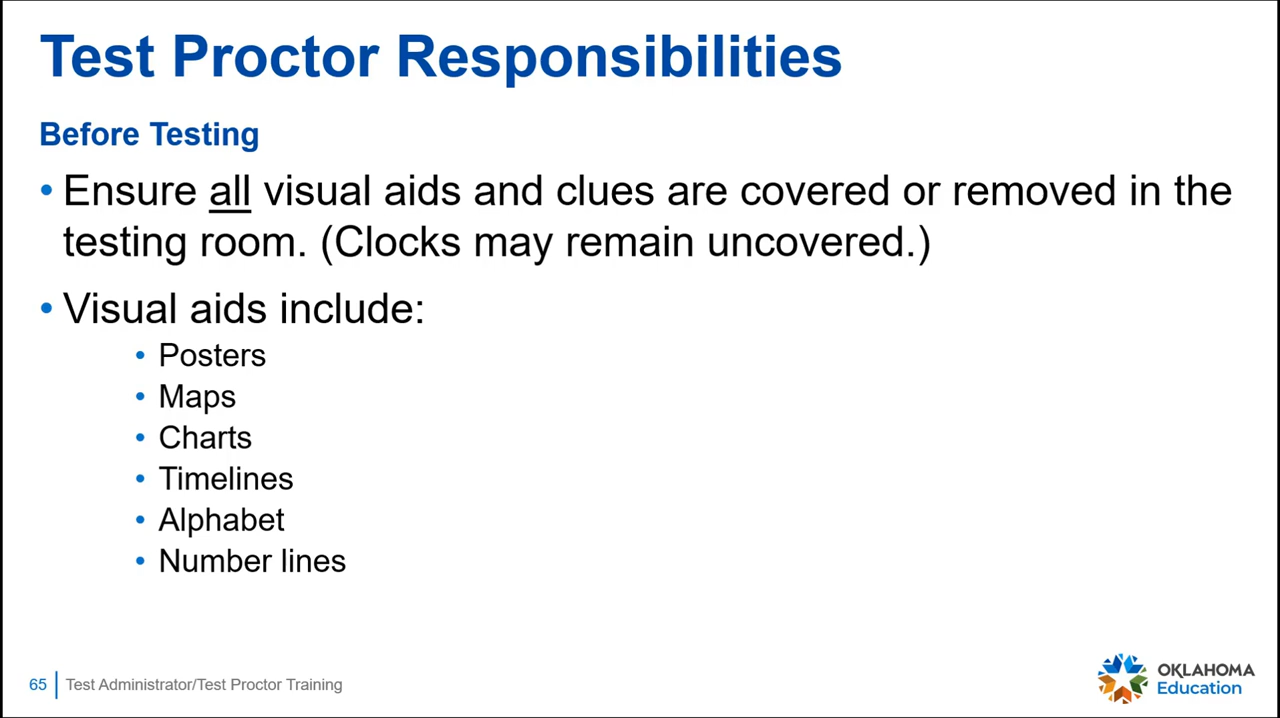 Test Proctor Responsibilities
Before Testing
• Ensure all visual aids and clues are covered or removed in the
testing room. (Clocks may remain uncovered.)
• Visual aids include:
• Posters
• Maps
• Charts
• Timelines
• Alphabet
• Number lines
65 | Test Administrator/Test Proctor Training
OKLAHOMA
Education